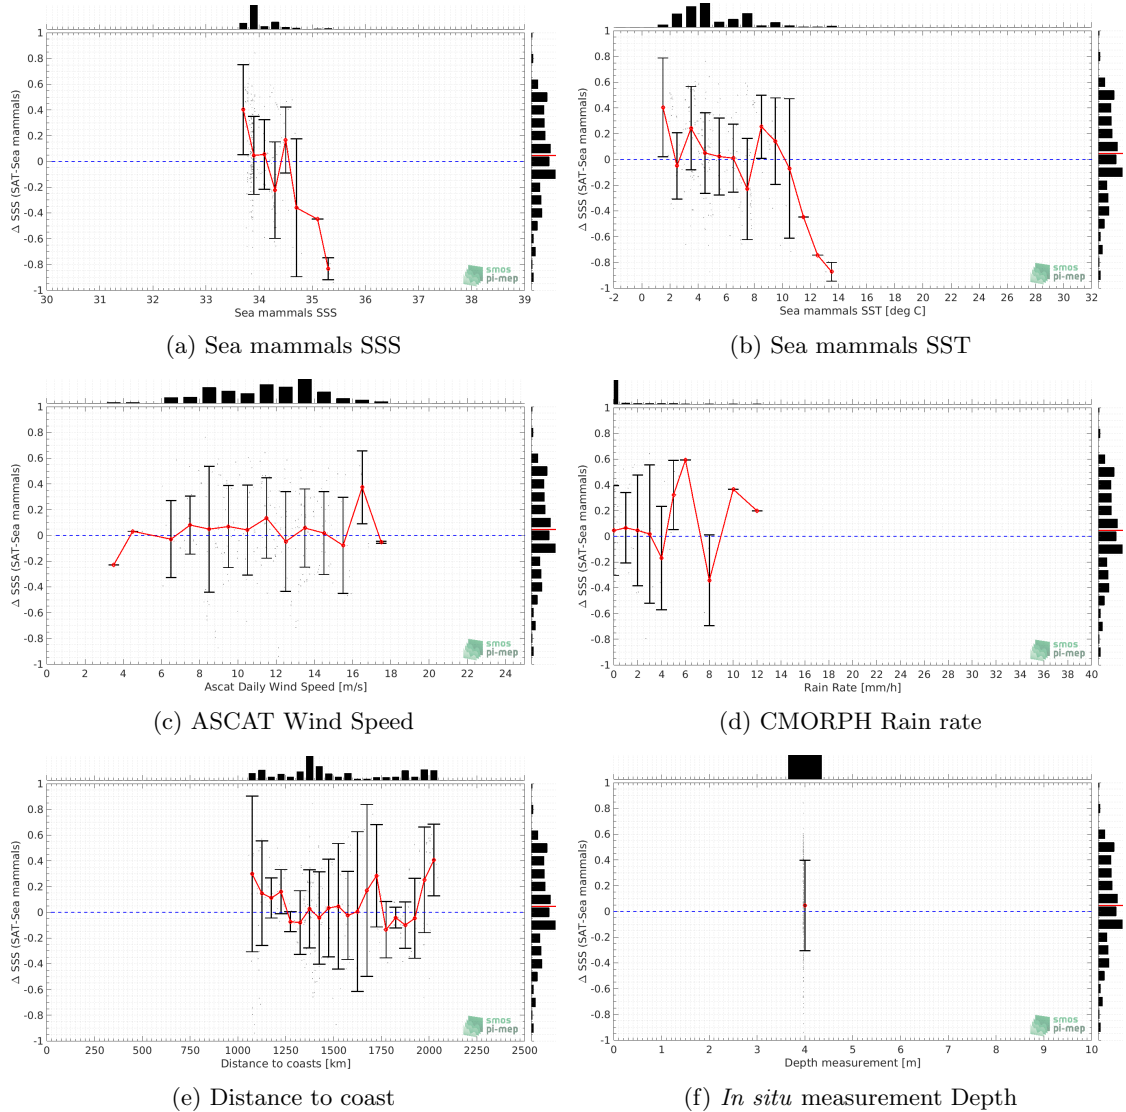 1
0.8
0.6
0.4
0.2
0
-0.2
-0.4
-0.6
-0.8
-1
Δ SSS (SAT-Sea mammals)
30 31 32 33 34 35 36 37 38 39
Sea mammals SSS
smos
pi-mep
(a) Sea mammals SSS
1
0.8
0.6
0.4
0.2
0
-0.2
-0.4
-0.6
-0.8
-1
Δ SSS (SAT-Sea mammals)
-2 0 2 4 6 8 10 12 14 16 18 20 22 24 26 28 30 32
Sea mammals SST [deg C]
smos
pi-mep
(b) Sea mammals SST
1
0.8
0.6
0.4
0.2
0
-0.2
-0.4
-0.6
-0.8
-1
Δ SSS (SAT-Sea mammals)
0 2 4 6 8 10 12 14 16 18 20 22 24
Ascat Daily Wind Speed [m/s]
smos
pi-mep
(c) ASCAT Wind Speed
1
0.8
0.6
0.4
0.2
0
-0.2
-0.4
-0.6
-0.8
-1
Δ SSS (SAT-Sea mammals)
0 2 4 6 8 10 12 14 16 18 20 22 24 26 28 30 32 34 36 38 40
Rain Rate [mm/h]
smos
pi-mep
(d) CMORPH Rain rate
1
0.8
0.6
0.4
0.2
0
-0.2
-0.4
-0.6
-0.8
-1
Δ SSS (SAT-Sea mammals)
0 250 500 750 1000 1250 1500 1750 2000 2250 2500
Distance to coasts [km]
smos
pi-mep
(e) Distance to coast
1
0.8
0.6
0.4
0.2
0
-0.2
-0.4
-0.6
-0.8
-1
Δ SSS (SAT-Sea mammals)
0 1 2 3 4 5 6 7 8 9 10
Depth measurement [m]
smos
pi-mep
(f) In situ measurement Depth